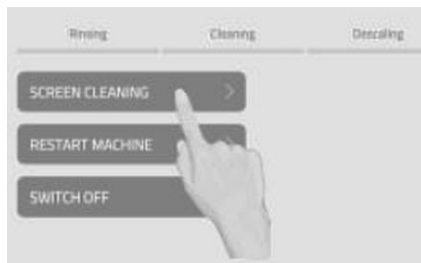 Rinsing Cleaning Descaling
SCREEN CLEANING
RESTART MACHINE
SWITCH OFF